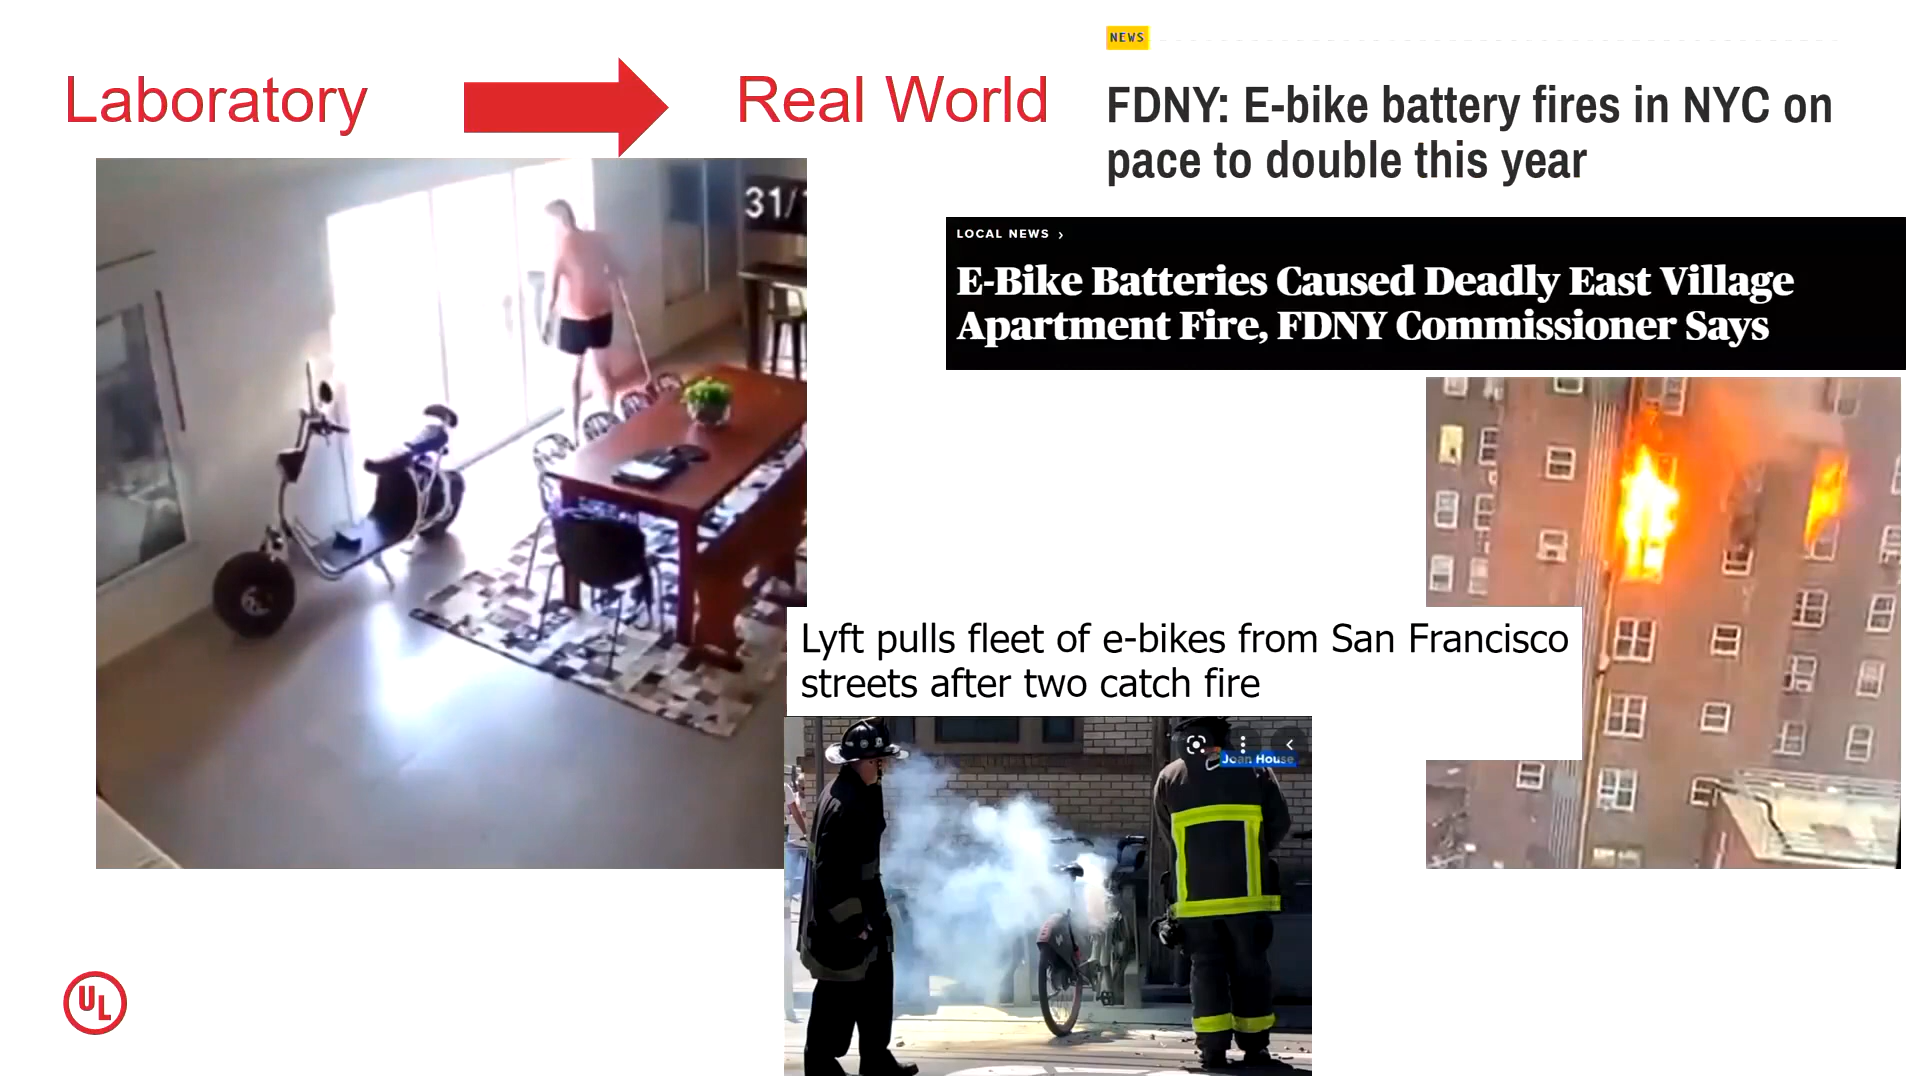 Laboratory
Real World
NEWS
FDNY: E-bike battery fires in NYC on
pace to double this year
31/
LOCAL NEWS ›
E-Bike Batteries Caused Deadly East Village
Apartment Fire, FDNY Commissioner Says
Lyft pulls fleet of e-bikes from San Francisco
streets after two catch fire
Joan House
UL